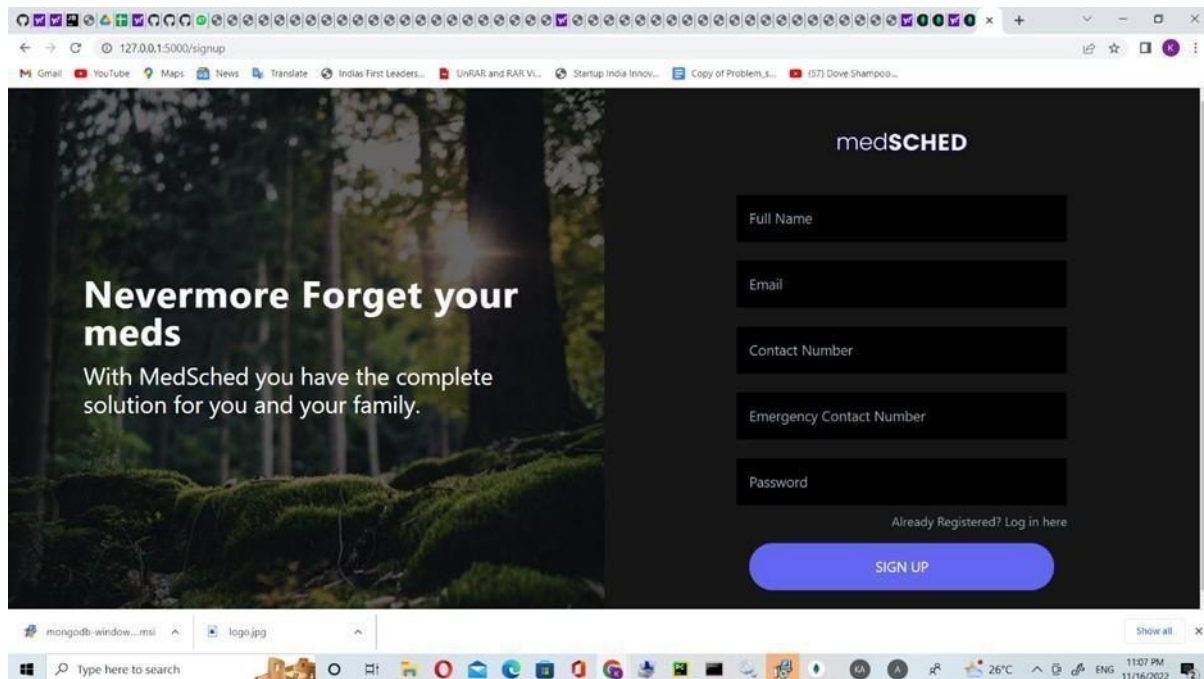 127.0.0.1:5000/signup
K
Gmail
YouTube
Maps
News
Translate
Indias First Leaders...
UnRAR and RAR Vi...
Startup India Innov...
Copy of Problem_s...
(57) Dove Shampoo...
medSCHED
Full Name
Email
Nevermore Forget your
meds
Contact Number
With MedSched you have the complete
solution for you and your family.
Emergency Contact Number
Password
Already Registered? Log in here
SIGN UP
mongodb-window....msi
logo.jpg
Show all
Type here to search
KA
A
26°C
ENG
11:07 PM
11/16/2022